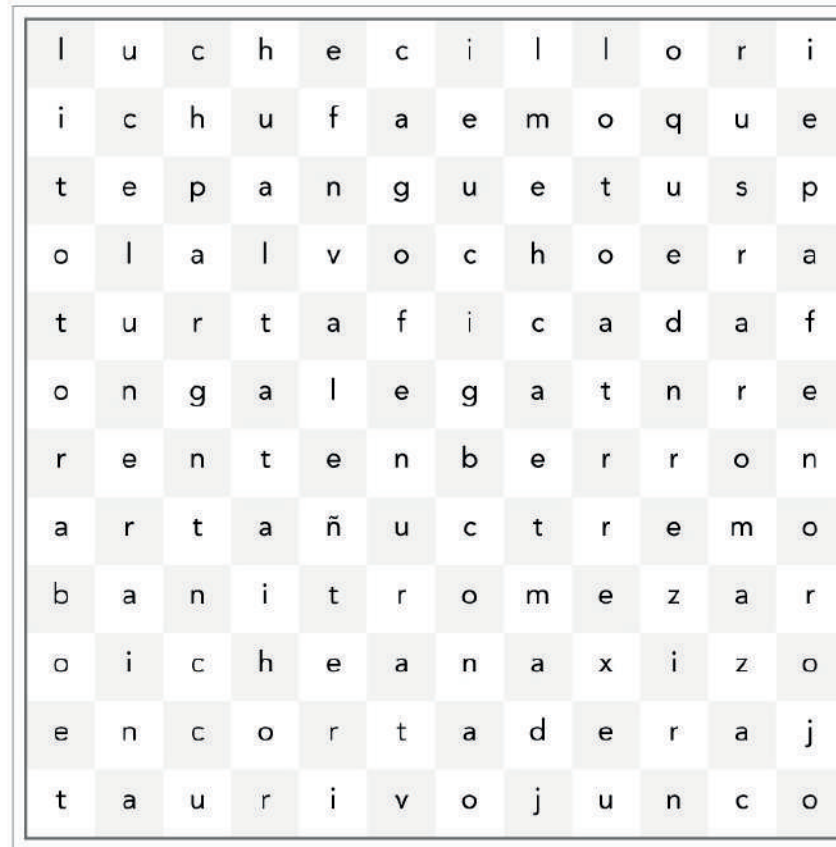 l u c h e c i l l o r i
i c h u f a e m o q u e
t e p a n g u e t u s p
o l a l v o c h o e r a
t u r t a f i c a d a f
o n g a l e g a t n r e
r e n t e n b e r r o n
a r t a ñ u c t r e m o
b a n i t r o m e z a r
o i c h e a n a x i z o
e n c o r t a d e r a j
t a u r i v o j u n c o